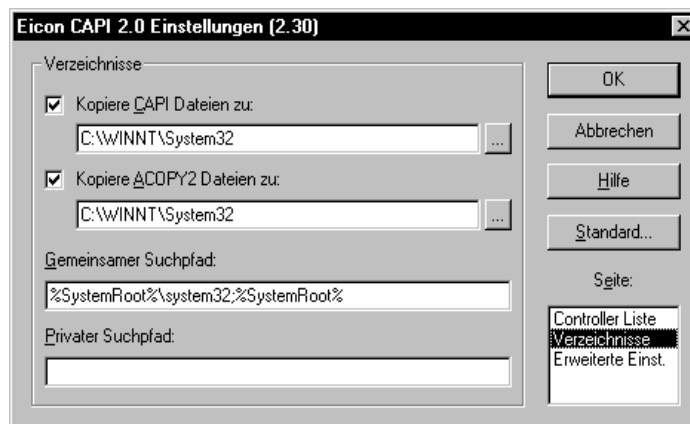 Eicon CAPI 2.0 Einstellungen (2.30)
Verzeichnisse
Kopiere CAPI Dateien zu:
C:\WINNT\System32
...
Kopiere ACOPY2 Dateien zu:
C:\WINNT\System32
...
Gemeinsamer Suchpfad:
%SystemRoot%\system32;%SystemRoot%
Privater Suchpfad:
OK
Abbrechen
Hilfe
Standard...
Seite:
Controller Liste
Verzeichnisse
Erweiterte Einst.